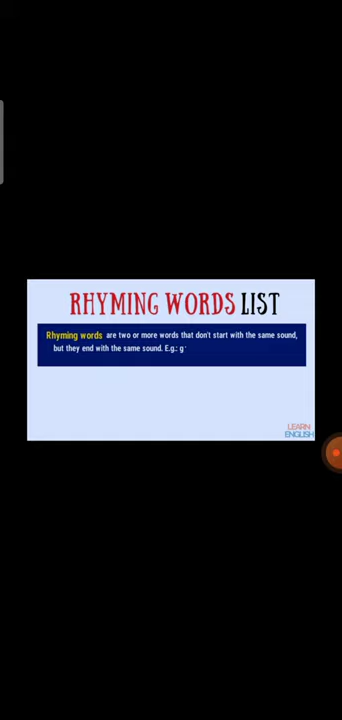 RHYMING WORDS LIST
Rhyming words are two or more words that don't start with the same sound,
but they end with the same sound. E.g.: g
LEARN
ENGLISH